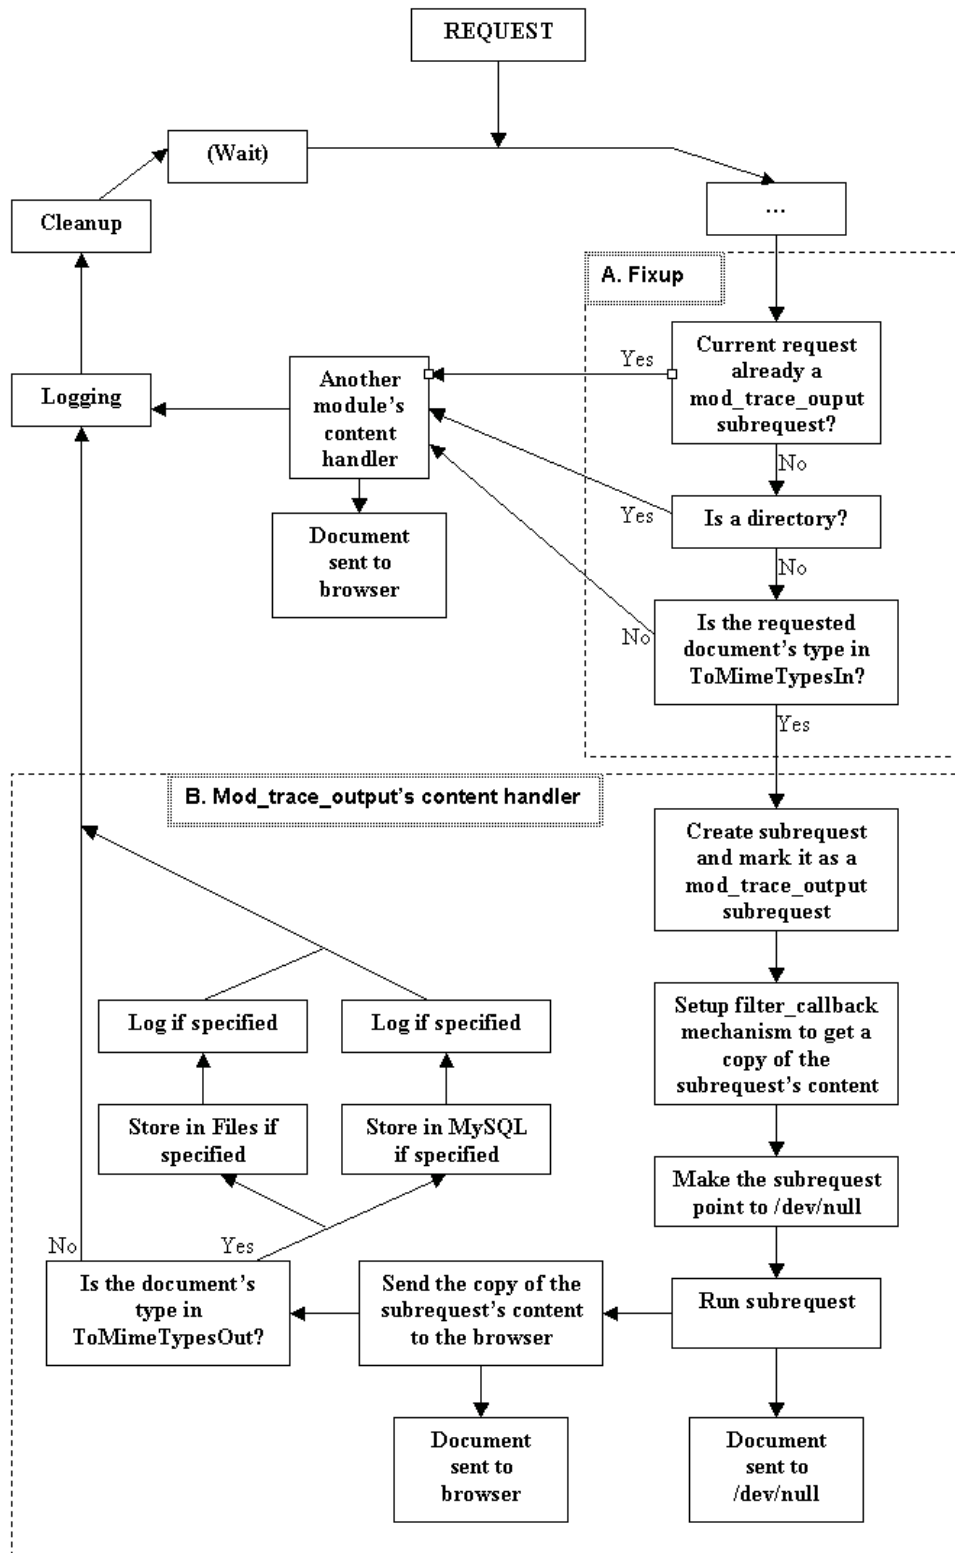 REQUEST
(Wait)
...
Cleanup
A. Fixup
Current request
already a
mod_trace_ouput
subrequest?
Yes
Another
module's
content
handler
Logging
No
Is a directory?
Yes
Document
sent to
browser
No
Is the requested
document's type in
ToMimeTypesIn?
No
Yes
B. Mod_trace_output's content handler
Create subrequest
and mark it as a
mod_trace_output
subrequest
Log if specified
Log if specified
Setup filter_callback
mechanism to get a
copy of the
subrequest's content
Store in Files if
specified
Store in MySQL
if specified
Make the subrequest
point to /dev/null
No
Yes
Is the document's
type in
ToMimeTypesOut?
Send the copy of the
subrequest's content
to the browser
Run subrequest
Document
sent to
browser
Document
sent to
/dev/null